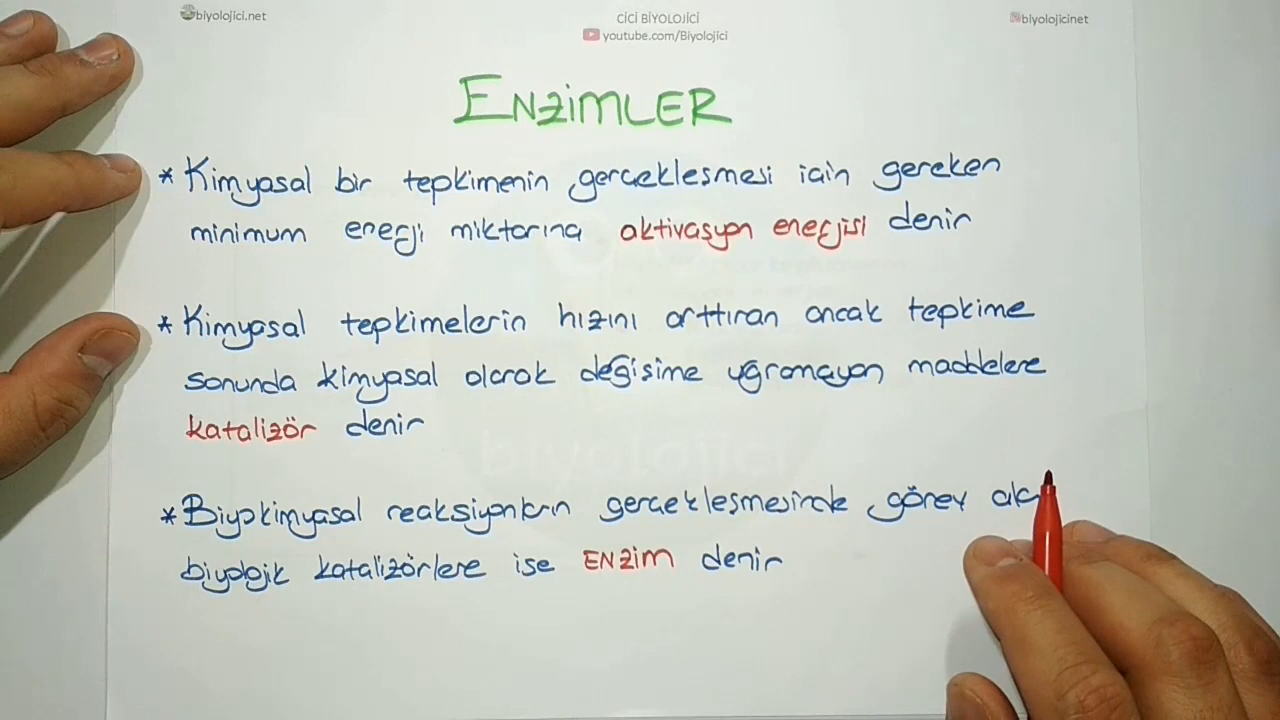 biyolojici.net
CİCİ BİYOLOJİCİ
youtube.com/Biyolojici
biyolojicinet
ENZİMLER
* Kimyasal bir tepkimenin gerçekleşmesi için gereken
minimum enerji miktarına aktivasyon enerjisi denir
* Kimyasal tepkimelerin hızını arttıran ancak tepkime
sonunda kimyasal olarak değişime uğramayan maddelere
katalizör denir
* Biyokimyasal reaksiyonların gerçekleşmesinde görev
biyolojik katalizörlere ise ENZİM denir
biyolojici